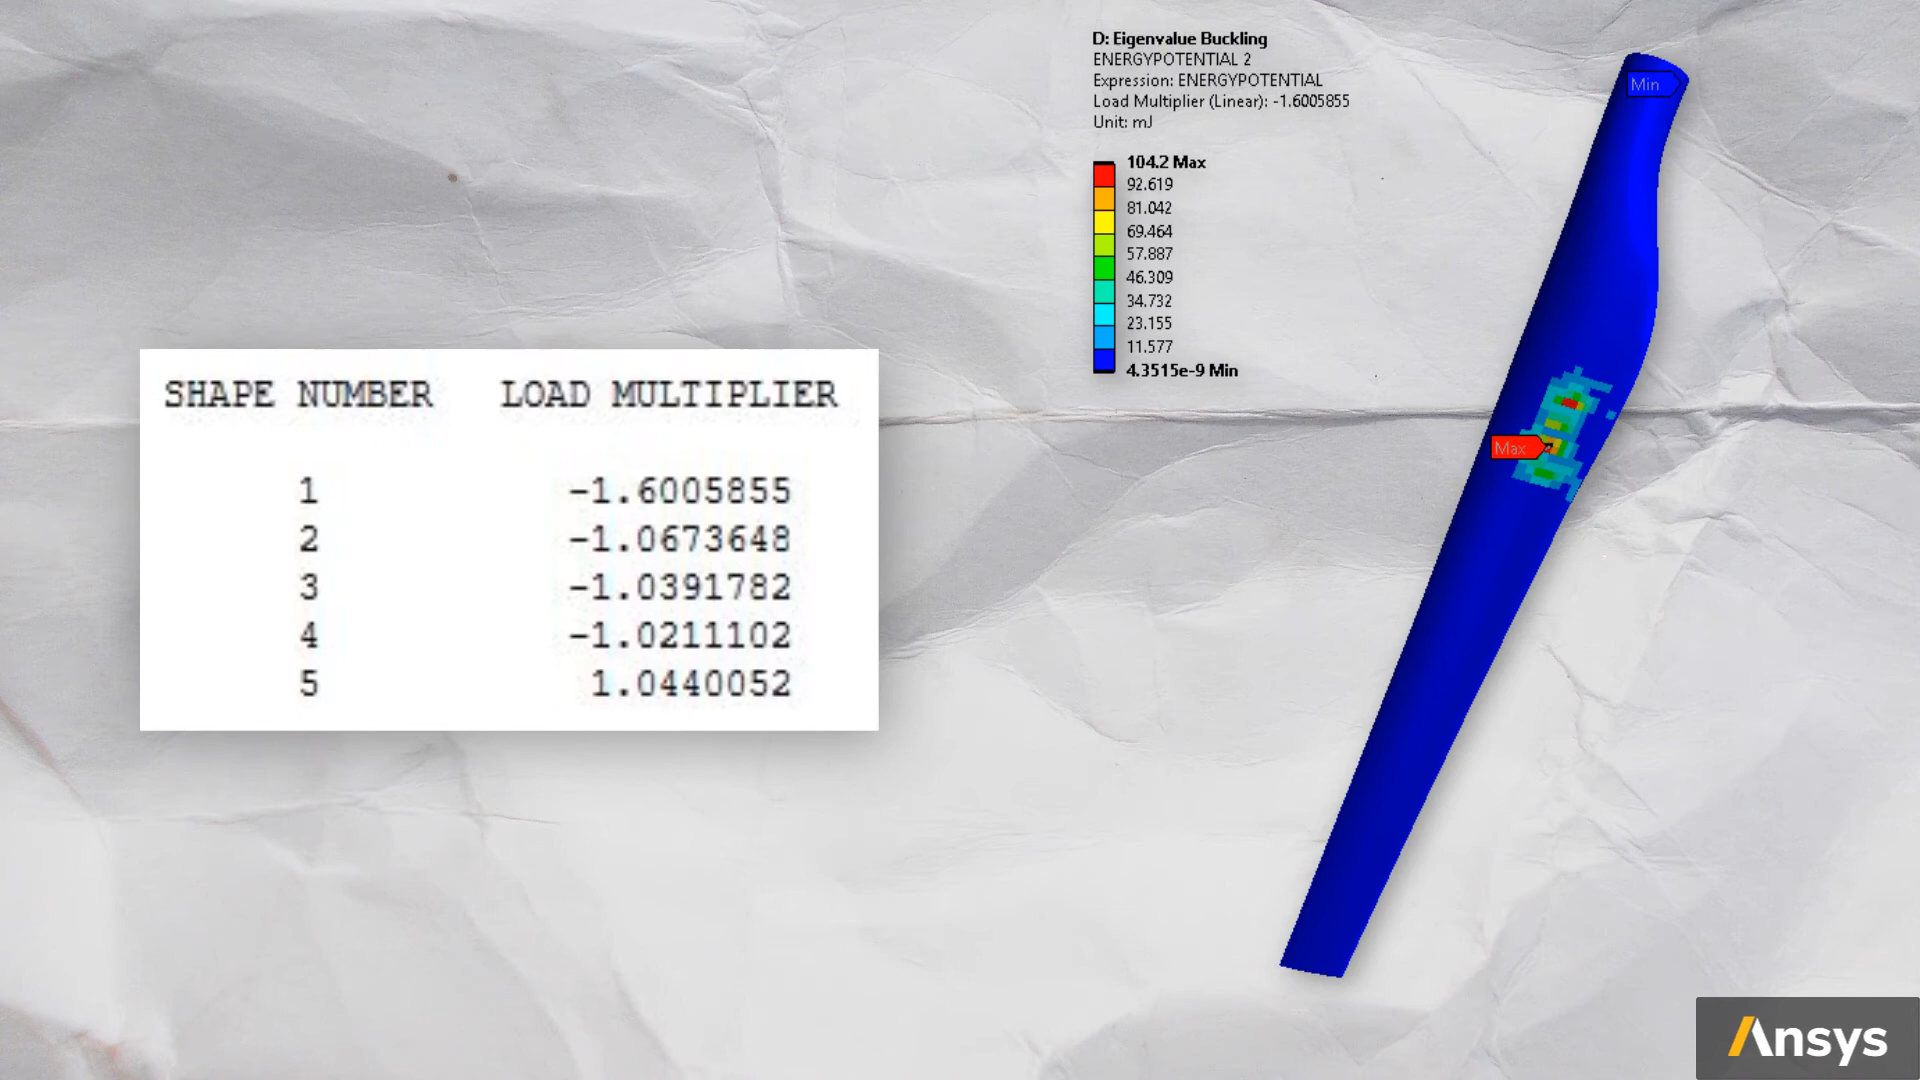 D: Eigenvalue Buckling
ENERGYPOTENTIAL 2
Expression: ENERGYPOTENTIAL
Load Multiplier (Linear): -1.6005855
Unit: mJ
104.2 Max
92.619
81.042
69.464
57.887
46.309
34.732
23.155
11.577
4.3515e-9 Min
Min
Max
SHAPE NUMBER LOAD MULTIPLIER
1 -1.6005855
2 -1.0673648
3 -1.0391782
4 -1.0211102
5 1.0440052
Ansys